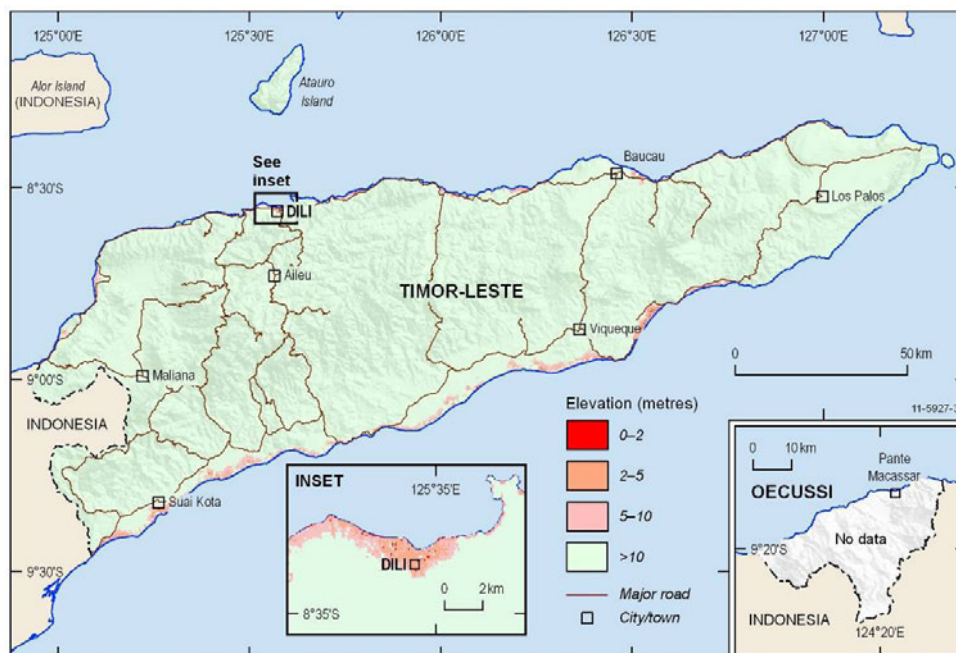 125°00'E
125°30'E
126°00'E
126°30'E
127°00'E
Alor Island
(INDONESIA)
Atauro
Island
See
inset
Baucau
8°30'S
DILI
Los Palos
Aileu
TIMOR-LESTE
Viqueque
0
50 km
9°00'S
Maliana
INDONESIA
Elevation (metres)
0–2
2–5
5–10
>10
Major road
City/town
Suai Kota
9°30'S
INSET
125°35'E
DILI
0
2 km
8°35'S
0
10 km
Pante
Macassar
OECUSSI
9°20'S
No data
INDONESIA
124°20'E